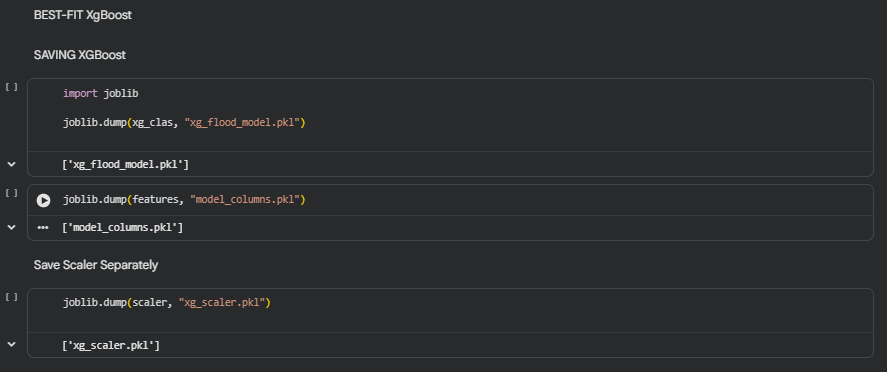 BEST-FIT XgBoost
SAVING XGBoost
[ ]
import joblib
joblib.dump(xg_clas, "xg_flood_model.pkl")
['xg_flood_model.pkl']
[ ]
joblib.dump(features, "model_columns.pkl")
['model_columns.pkl']
Save Scaler Separately
[ ]
joblib.dump(scaler, "xg_scaler.pkl")
['xg_scaler.pkl']